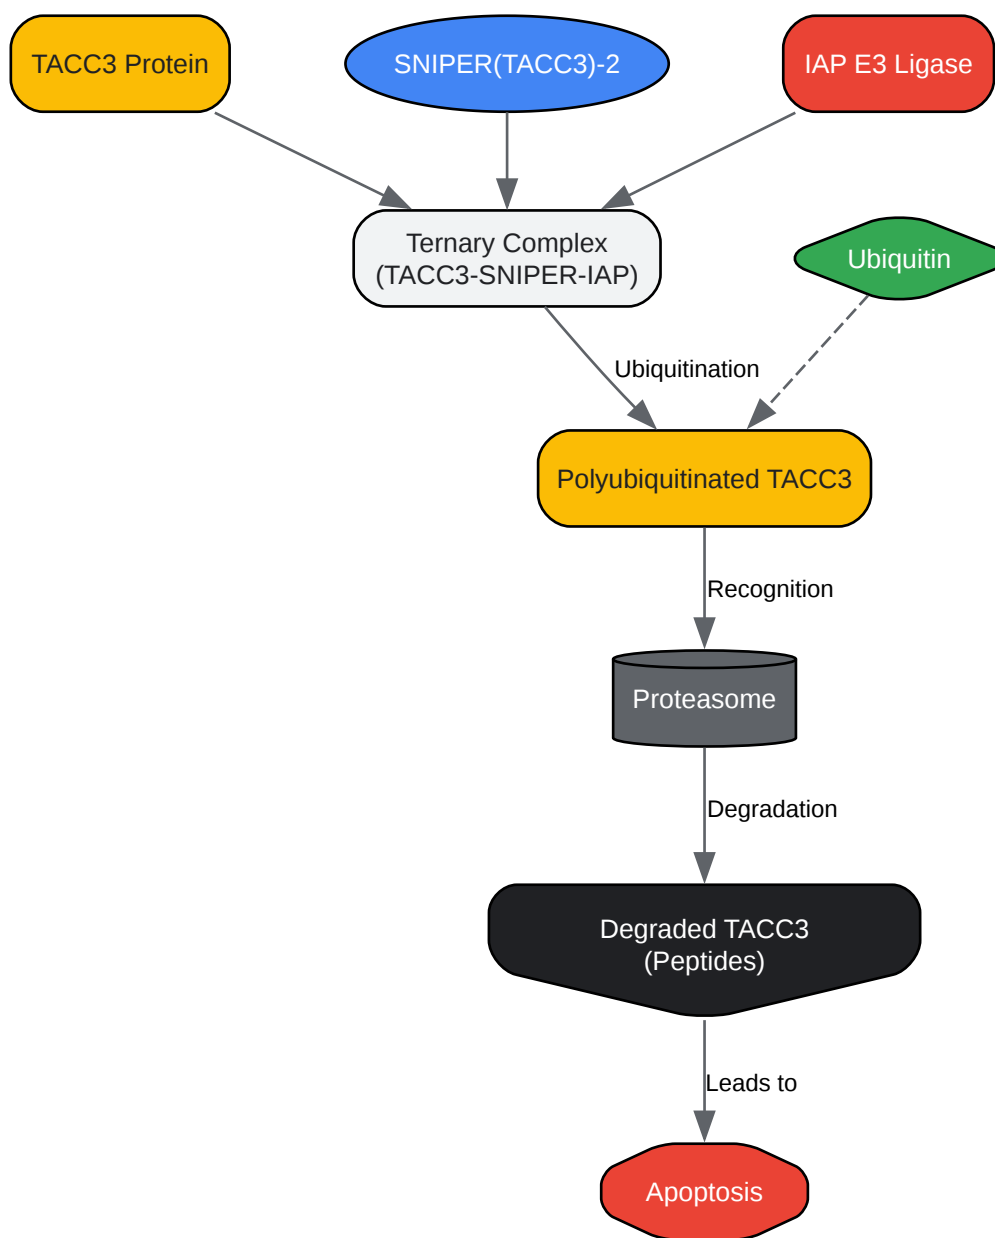 TACC3 Protein
SNIPER(TACC3)-2
IAP E3 Ligase
Ternary Complex
(TACC3-SNIPER-IAP)
Ubiquitin
Ubiquitination
Polyubiquitinated TACC3
Recognition
Proteasome
Degradation
Degraded TACC3
(Peptides)
Leads to
Apoptosis